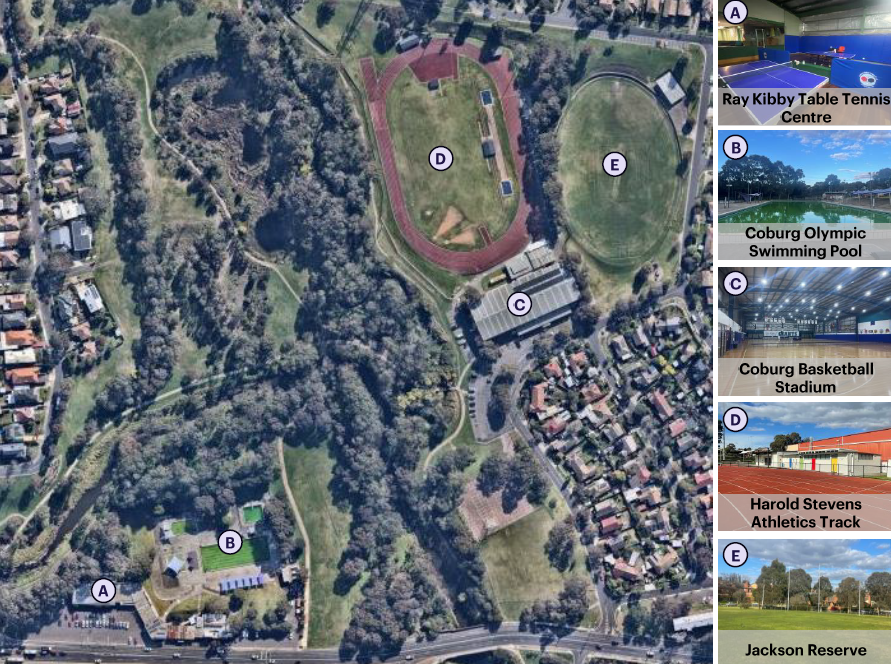 A
Ray Kibby Table Tennis
Centre
B
Coburg Olympic
Swimming Pool
C
Coburg Basketball
Stadium
D
Harold Stevens
Athletics Track
E
Jackson Reserve
D
E
C
B
A